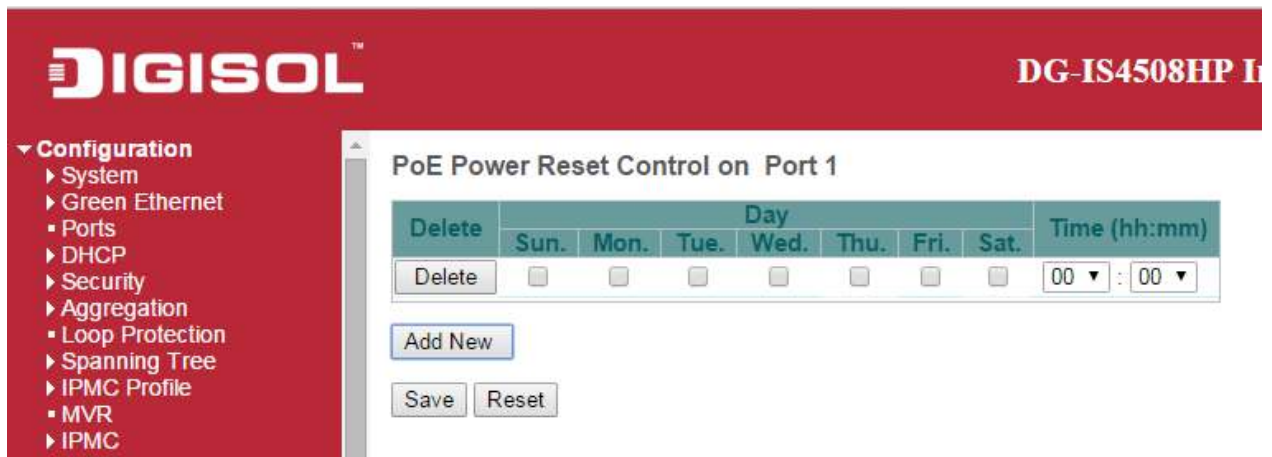 DIGISOL™
DG-IS4508HP
Configuration
System
Green Ethernet
Ports
DHCP
Security
Aggregation
Loop Protection
Spanning Tree
IPMC Profile
MVR
IPMC
PoE Power Reset Control on Port 1
Delete Day Time (hh:mm)
Sun. Mon. Tue. Wed. Thu. Fri. Sat.
Delete 00 : 00
Add New
Save Reset